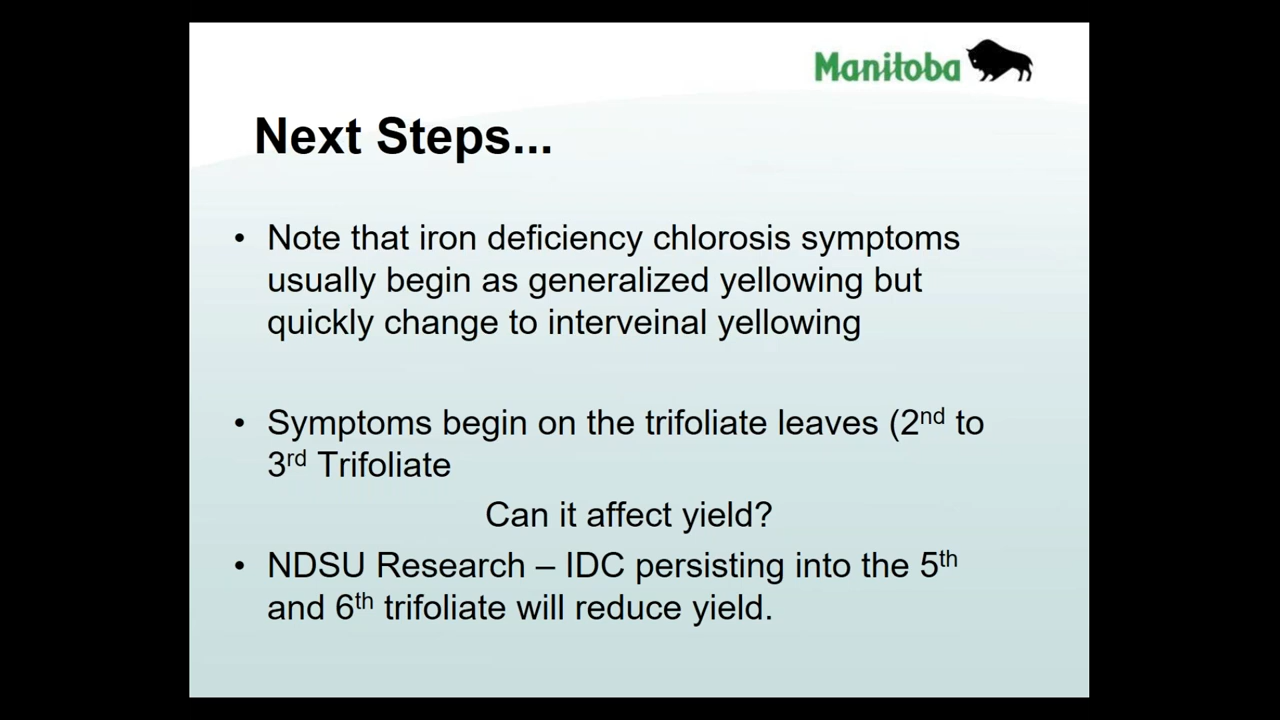 Manitoba
Next Steps...
• Note that iron deficiency chlorosis symptoms
usually begin as generalized yellowing but
quickly change to interveinal yellowing
• Symptoms begin on the trifoliate leaves (2nd to
3rd Trifoliate
Can it affect yield?
• NDSU Research – IDC persisting into the 5th
and 6th trifoliate will reduce yield.